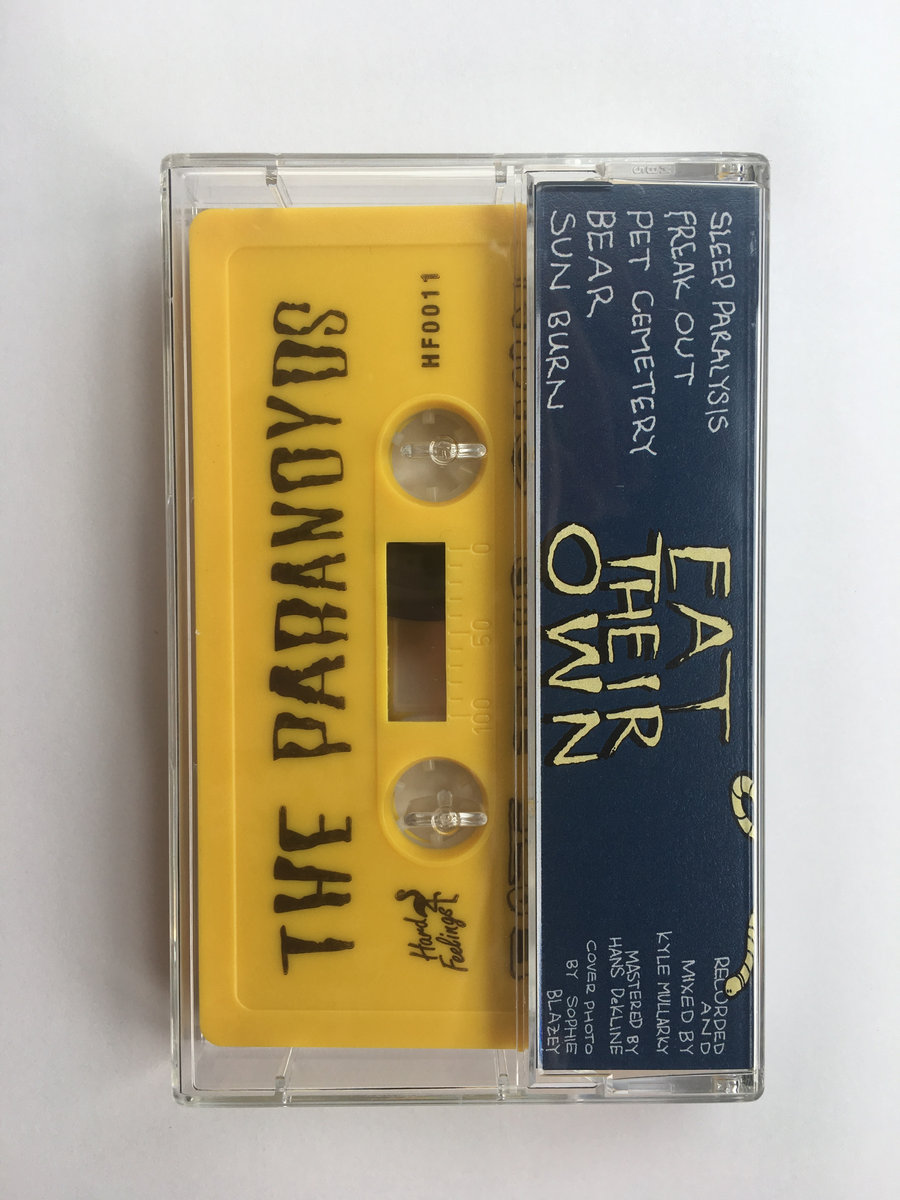 THE PARANOYDS
HF0011
Hard
Feelings
0 50 100
SLEEP PARALYSIS
FREAK OUT
PET CEMETERY
BEAR
SUN BURN
EAT
THEIR
OWN
RECORDED
AND
MIXED BY
KYLE MULLARKY
MASTERED BY
HANS DeKLINE
COVER PHOTO
BY SOPHIE
BLAZEY